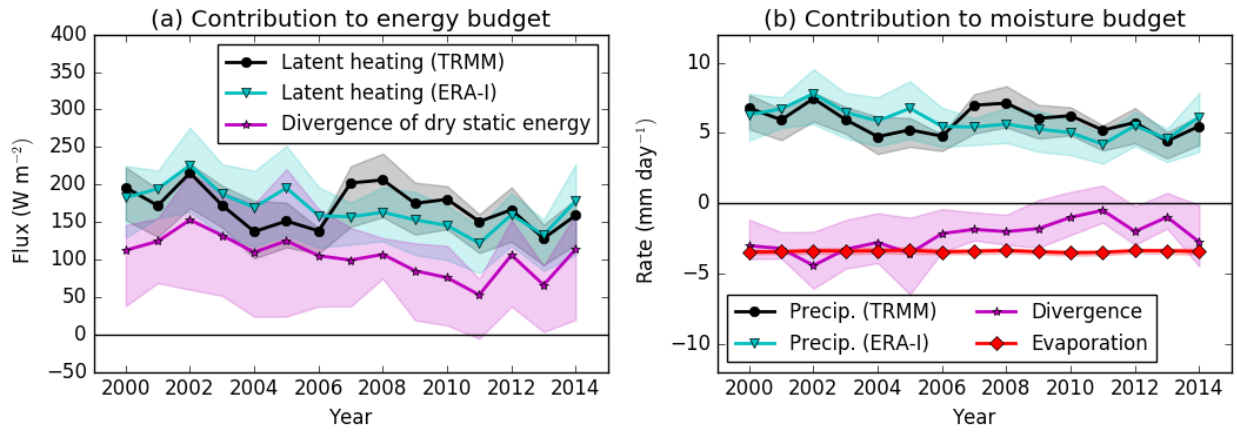 (a) Contribution to energy budget
400
350
300
250
200
150
100
50
0
−50
Flux (W m⁻²)
Latent heating (TRMM)
Latent heating (ERA-I)
Divergence of dry static energy
2000 2002 2004 2006 2008 2010 2012 2014
Year
(b) Contribution to moisture budget
10
5
0
−5
−10
Rate (mm day⁻¹)
Precip. (TRMM) Divergence
Precip. (ERA-I) Evaporation
2000 2002 2004 2006 2008 2010 2012 2014
Year